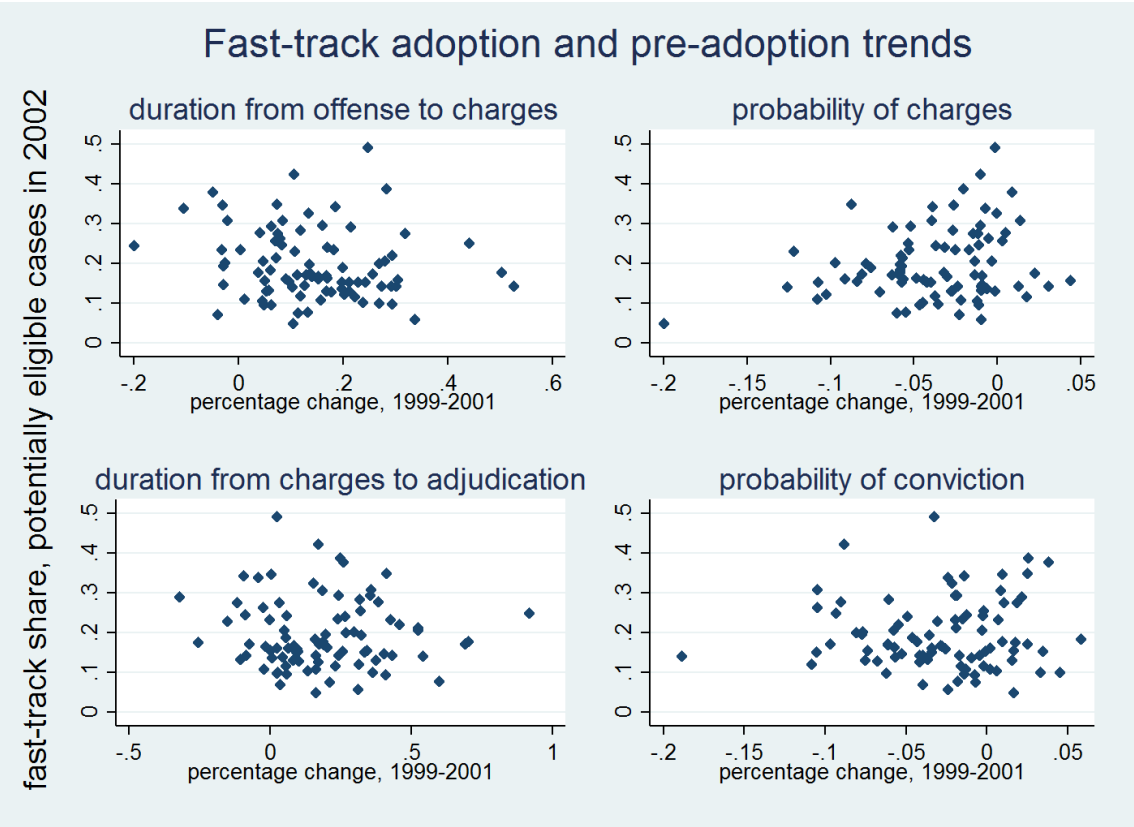 Fast-track adoption and pre-adoption trends
fast-track share, potentially eligible cases in 2002
duration from offense to charges
.5
.4
.3
.2
.1
0
-.2 0 .2 .4 .6
percentage change, 1999-2001
probability of charges
.5
.4
.3
.2
.1
0
-.2 -.15 -.1 -.05 0 .05
percentage change, 1999-2001
duration from charges to adjudication
.5
.4
.3
.2
.1
0
-.5 0 .5 1
percentage change, 1999-2001
probability of conviction
.5
.4
.3
.2
.1
0
-.2 -.15 -.1 -.05 0 .05
percentage change, 1999-2001